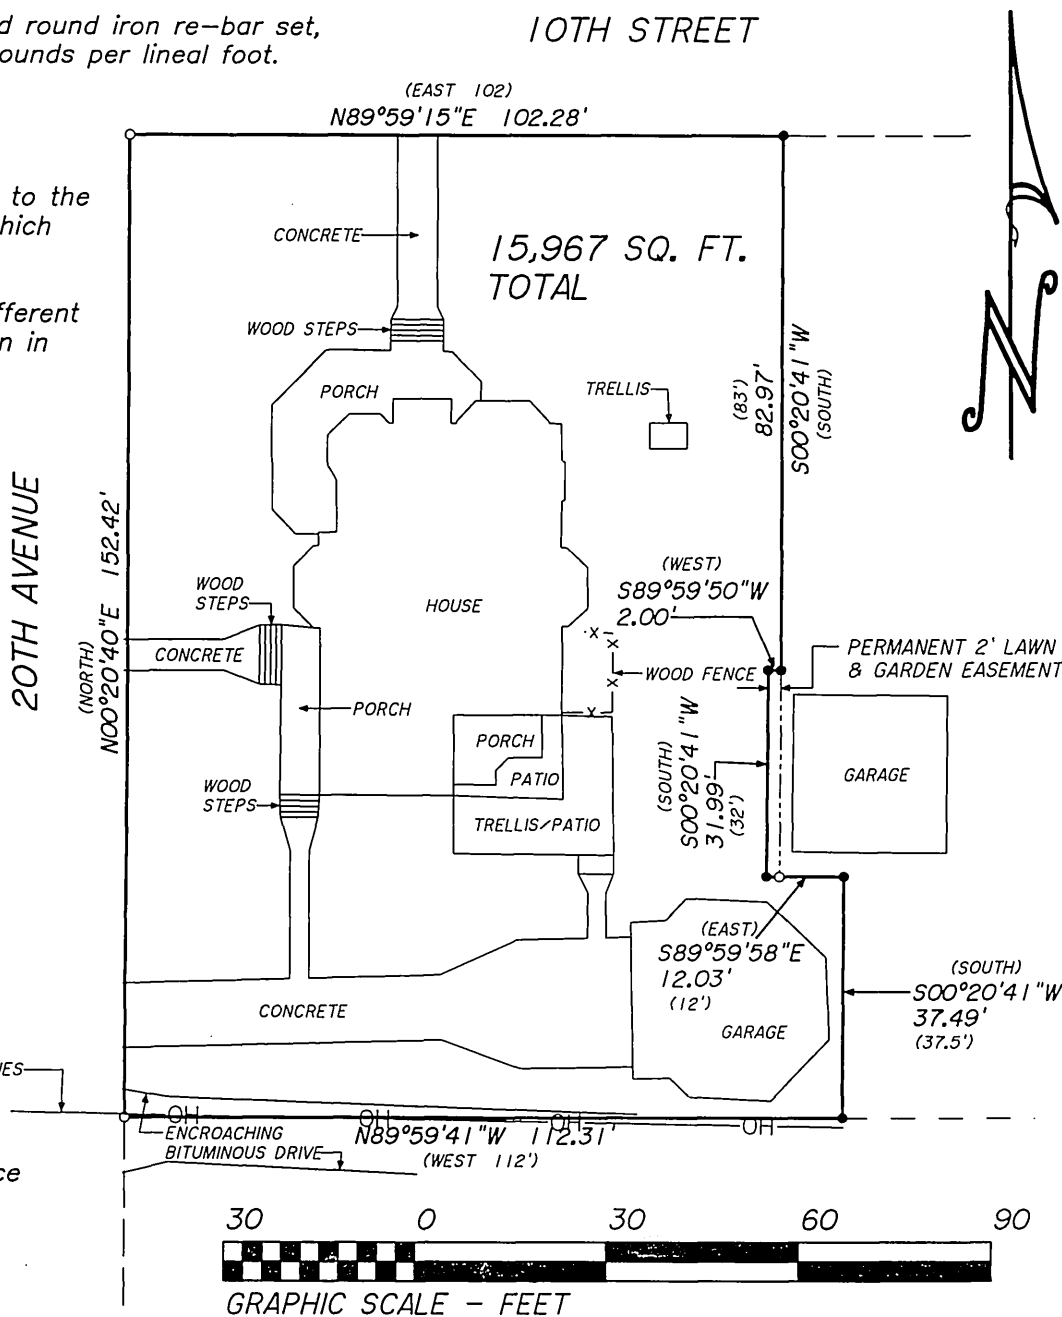 d round iron re-bar set,
ounds per lineal foot.
10TH STREET
(EAST 102)
N89°59'15"E 102.28'
to the
hich
CONCRETE
15,967 SQ. FT.
TOTAL
fferent
n in
WOOD STEPS
PORCH
TRELLIS
(83')
82.97'
S00°20'41"W
(SOUTH)
20TH AVENUE
(NORTH)
N00°20'40"E 152.42'
WOOD
STEPS
CONCRETE
HOUSE
(WEST)
S89°59'50"W
2.00'
X
X
X
X
WOOD FENCE
PERMANENT 2' LAWN
& GARDEN EASEMENT
PORCH
(SOUTH)
S00°20'41"W
31.99'
(32')
PORCH
PATIO
GARAGE
WOOD
STEPS
TRELLIS/PATIO
(EAST)
S89°59'58"E
12.03'
(12')
GARAGE
(SOUTH)
S00°20'41"W
37.49'
(37.5')
CONCRETE
N
IES
OH OH OH OH
ENCROACHING
BITUMINOUS DRIVE
N89°59'41"W 112.31'
(WEST 112')
ce
30 0 30 60 90
GRAPHIC SCALE - FEET